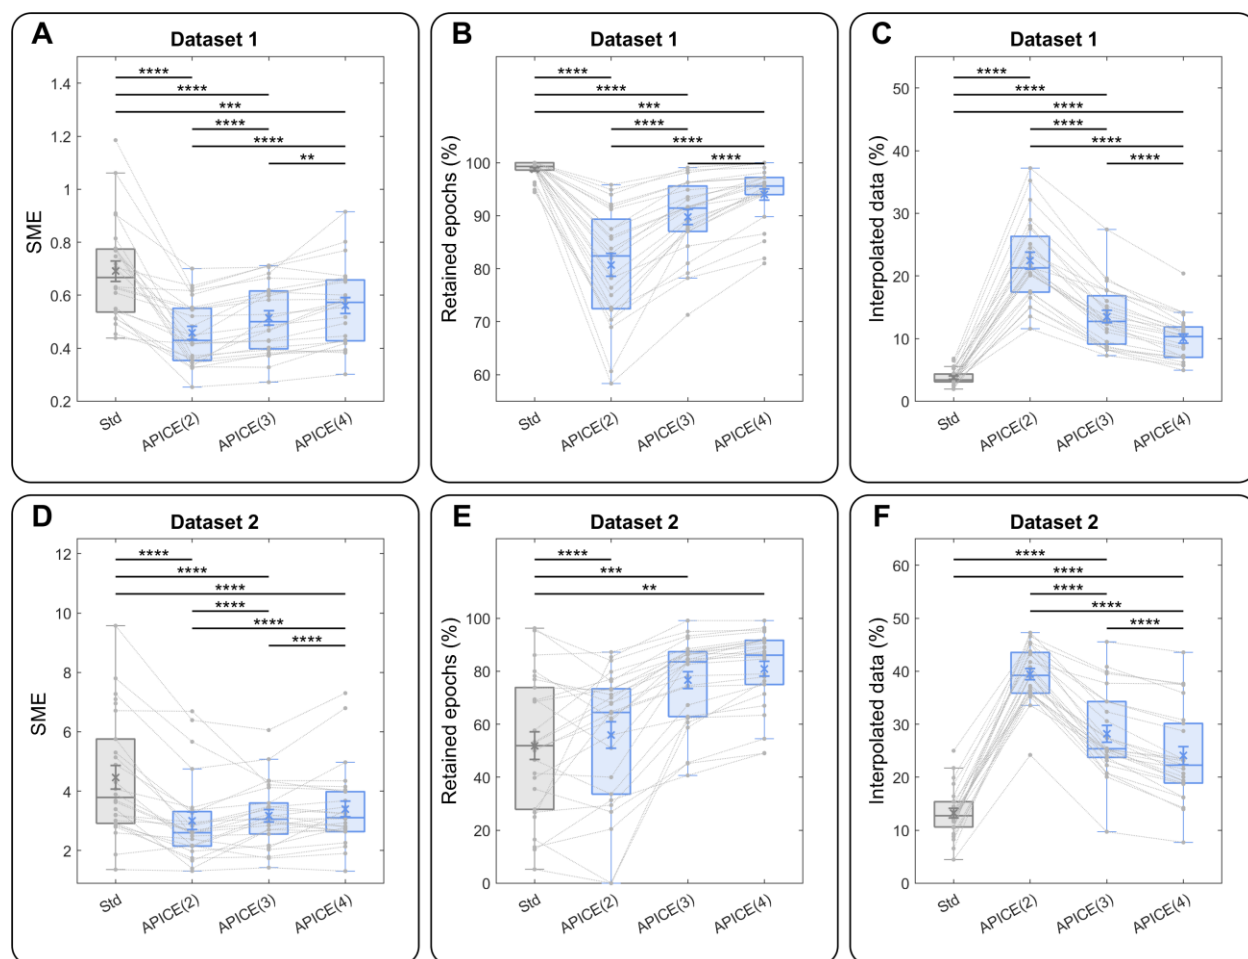 A
Dataset 1
SME
1.4
1.2
1
0.8
0.6
0.4
0.2
****
****
***
****
****
**
Std
APICE(2)
APICE(3)
APICE(4)
B
Dataset 1
Retained epochs (%)
100
90
80
70
60
****
****
***
****
****
****
Std
APICE(2)
APICE(3)
APICE(4)
C
Dataset 1
Interpolated data (%)
50
40
30
20
10
0
****
****
****
****
****
****
Std
APICE(2)
APICE(3)
APICE(4)
D
Dataset 2
SME
12
10
8
6
4
2
****
****
****
****
****
****
Std
APICE(2)
APICE(3)
APICE(4)
E
Dataset 2
Retained epochs (%)
100
80
60
40
20
0
****
***
**
Std
APICE(2)
APICE(3)
APICE(4)
F
Dataset 2
Interpolated data (%)
60
50
40
30
20
10
0
****
****
****
****
****
Std
APICE(2)
APICE(3)
APICE(4)